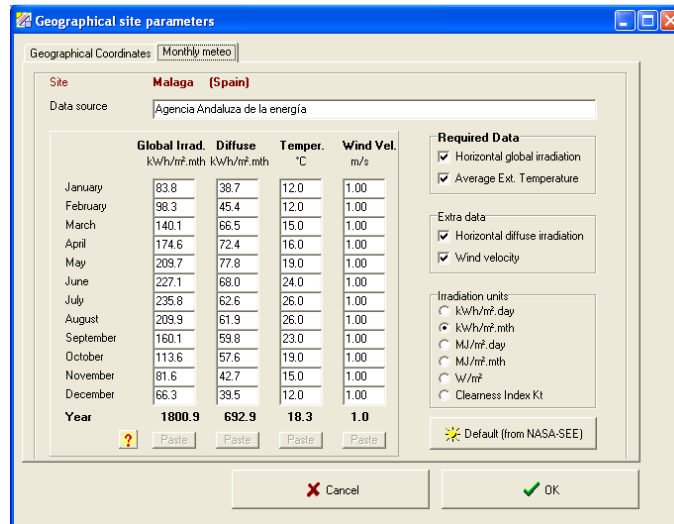 Geographical site parameters
Geographical Coordinates Monthly meteo
Site Malaga (Spain)
Data source Agencia Andaluza de la energía
Global Irrad. Diffuse Temper. Wind Vel.
kWh/m².mth kWh/m².mth °C m/s
January 83.8 38.7 12.0 1.00
February 98.3 45.4 12.0 1.00
March 140.1 66.5 15.0 1.00
April 174.6 72.4 16.0 1.00
May 209.7 77.8 19.0 1.00
June 227.1 68.0 24.0 1.00
July 235.8 62.6 26.0 1.00
August 209.9 61.9 26.0 1.00
September 160.1 59.8 23.0 1.00
October 113.6 57.6 19.0 1.00
November 81.6 42.7 15.0 1.00
December 66.3 39.5 12.0 1.00
Year 1800.9 692.9 18.3 1.0
? Paste Paste Paste Paste
Required Data
Horizontal global irradiation
Average Ext. Temperature
Extra data
Horizontal diffuse irradiation
Wind velocity
Irradiation units
kWh/m².day
kWh/m².mth
MJ/m².day
MJ/m².mth
W/m²
Clearness Index Kt
Default (from NASA-SEE)
Cancel
OK